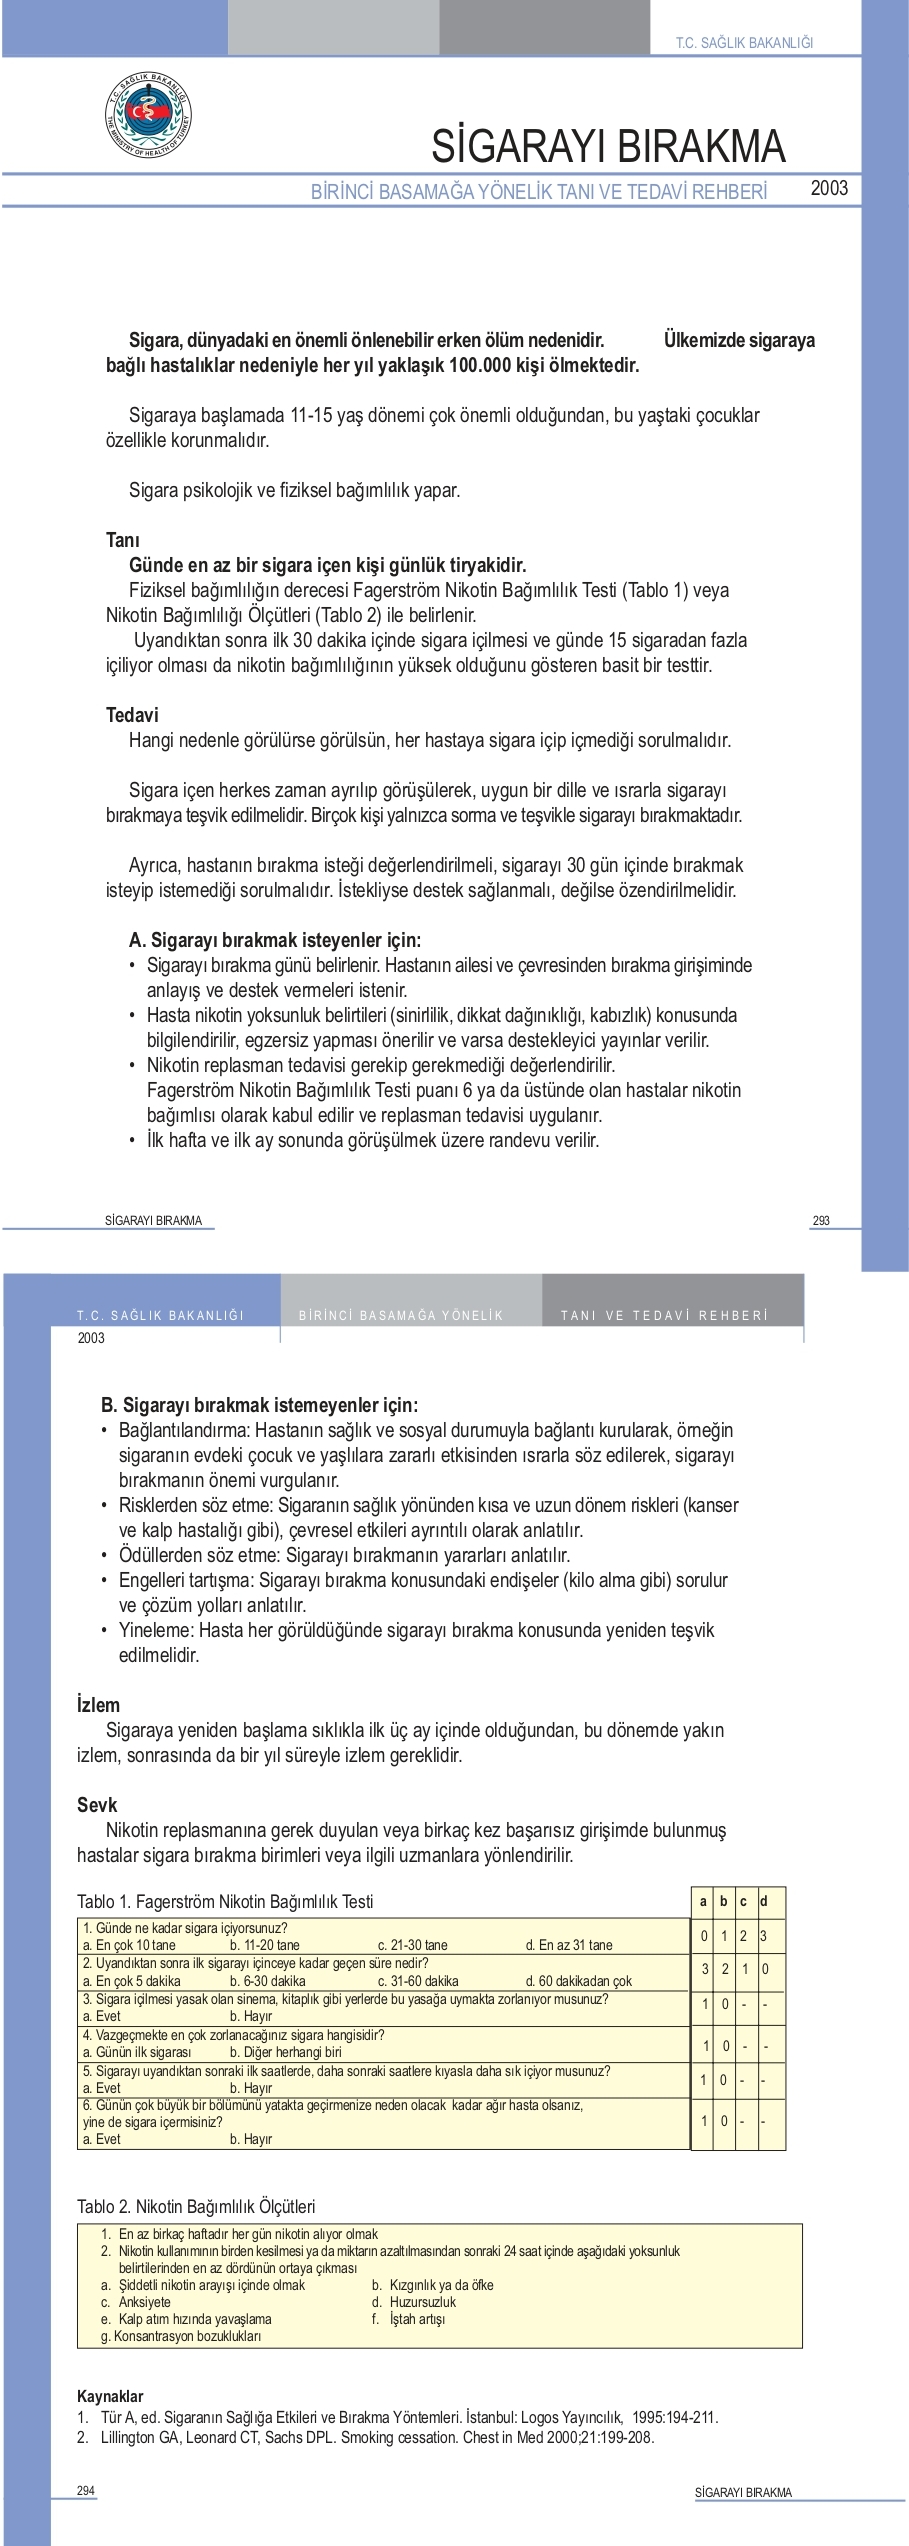 T.C. SAĞLIK BAKANLIĞI
T.C. SAĞLIK BAKANLIĞI
THE MINISTRY OF HEALTH OF TURKEY
SİGARAYI BIRAKMA
BİRİNCİ BASAMAĞA YÖNELİK TANI VE TEDAVİ REHBERİ 2003
Sigara, dünyadaki en önemli önlenebilir erken ölüm nedenidir. Ülkemizde sigaraya
bağlı hastalıklar nedeniyle her yıl yaklaşık 100.000 kişi ölmektedir.
Sigaraya başlamada 11-15 yaş dönemi çok önemli olduğundan, bu yaştaki çocuklar
özellikle korunmalıdır.
Sigara psikolojik ve fiziksel bağımlılık yapar.
Tanı
Günde en az bir sigara içen kişi günlük tiryakidir.
Fiziksel bağımlılığın derecesi Fagerström Nikotin Bağımlılık Testi (Tablo 1) veya
Nikotin Bağımlılığı Ölçütleri (Tablo 2) ile belirlenir.
Uyandıktan sonra ilk 30 dakika içinde sigara içilmesi ve günde 15 sigaradan fazla
içiliyor olması da nikotin bağımlılığının yüksek olduğunu gösteren basit bir testtir.
Tedavi
Hangi nedenle görülürse görülsün, her hastaya sigara içip içmediği sorulmalıdır.
Sigara içen herkes zaman ayrılıp görüşülerek, uygun bir dille ve ısrarla sigarayı
bırakmaya teşvik edilmelidir. Birçok kişi yalnızca sorma ve teşvikle sigarayı bırakmaktadır.
Ayrıca, hastanın bırakma isteği değerlendirilmeli, sigarayı 30 gün içinde bırakmak
isteyip istemediği sorulmalıdır. İstekliyse destek sağlanmalı, değilse özendirilmelidir.
A. Sigarayı bırakmak isteyenler için:
• Sigarayı bırakma günü belirlenir. Hastanın ailesi ve çevresinden bırakma girişiminde
anlayış ve destek vermeleri istenir.
• Hasta nikotin yoksunluk belirtileri (sinirlilik, dikkat dağınıklığı, kabızlık) konusunda
bilgilendirilir, egzersiz yapması önerilir ve varsa destekleyici yayınlar verilir.
• Nikotin replasman tedavisi gerekip gerekmediği değerlendirilir.
Fagerström Nikotin Bağımlılık Testi puanı 6 ya da üstünde olan hastalar nikotin
bağımlısı olarak kabul edilir ve replasman tedavisi uygulanır.
• İlk hafta ve ilk ay sonunda görüşülmek üzere randevu verilir.
SİGARAYI BIRAKMA 293
T.C. SAĞLIK BAKANLIĞI BİRİNCİ BASAMAĞA YÖNELİK TANI VE TEDAVİ REHBERİ
2003
B. Sigarayı bırakmak istemeyenler için:
• Bağlantılandırma: Hastanın sağlık ve sosyal durumuyla bağlantı kurularak, örneğin
sigaranın evdeki çocuk ve yaşlılara zararlı etkisinden ısrarla söz edilerek, sigarayı
bırakmanın önemi vurgulanır.
• Risklerden söz etme: Sigaranın sağlık yönünden kısa ve uzun dönem riskleri (kanser
ve kalp hastalığı gibi), çevresel etkileri ayrıntılı olarak anlatılır.
• Ödüllerden söz etme: Sigarayı bırakmanın yararları anlatılır.
• Engelleri tartışma: Sigarayı bırakma konusundaki endişeler (kilo alma gibi) sorulur
ve çözüm yolları anlatılır.
• Yineleme: Hasta her görüldüğünde sigarayı bırakma konusunda yeniden teşvik
edilmelidir.
İzlem
Sigaraya yeniden başlama sıklıkla ilk üç ay içinde olduğundan, bu dönemde yakın
izlem, sonrasında da bir yıl süreyle izlem gereklidir.
Sevk
Nikotin replasmanına gerek duyulan veya birkaç kez başarısız girişimde bulunmuş
hastalar sigara bırakma birimleri veya ilgili uzmanlara yönlendirilir.
Tablo 1. Fagerström Nikotin Bağımlılık Testi a b c d
1. Günde ne kadar sigara içiyorsunuz?
a. En çok 10 tane b. 11-20 tane c. 21-30 tane d. En az 31 tane 0 1 2 3
2. Uyandıktan sonra ilk sigarayı içinceye kadar geçen süre nedir?
a. En çok 5 dakika b. 6-30 dakika c. 31-60 dakika d. 60 dakikadan çok 3 2 1 0
3. Sigara içilmesi yasak olan sinema, kitaplık gibi yerlerde bu yasağa uymakta zorlanıyor musunuz?
a. Evet b. Hayır 1 0 - -
4. Vazgeçmekte en çok zorlanacağınız sigara hangisidir?
a. Günün ilk sigarası b. Diğer herhangi biri 1 0 - -
5. Sigarayı uyandıktan sonraki ilk saatlerde, daha sonraki saatlere kıyasla daha sık içiyor musunuz?
a. Evet b. Hayır 1 0 - -
6. Günün çok büyük bir bölümünü yatakta geçirmenize neden olacak kadar ağır hasta olsanız,
yine de sigara içermisiniz? 1 0 - -
a. Evet b. Hayır
Tablo 2. Nikotin Bağımlılık Ölçütleri
1. En az birkaç haftadır her gün nikotin alıyor olmak
2. Nikotin kullanımının birden kesilmesi ya da miktarın azaltılmasından sonraki 24 saat içinde aşağıdaki yoksunluk
belirtilerinden en az dördünün ortaya çıkması
a. Şiddetli nikotin arayışı içinde olmak b. Kızgınlık ya da öfke
c. Anksiyete d. Huzursuzluk
e. Kalp atım hızında yavaşlama f. İştah artışı
g. Konsantrasyon bozuklukları
Kaynaklar
1. Tür A, ed. Sigaranın Sağlığa Etkileri ve Bırakma Yöntemleri. İstanbul: Logos Yayıncılık, 1995:194-211.
2. Lillington GA, Leonard CT, Sachs DPL. Smoking cessation. Chest in Med 2000;21:199-208.
294 SİGARAYI BIRAKMA